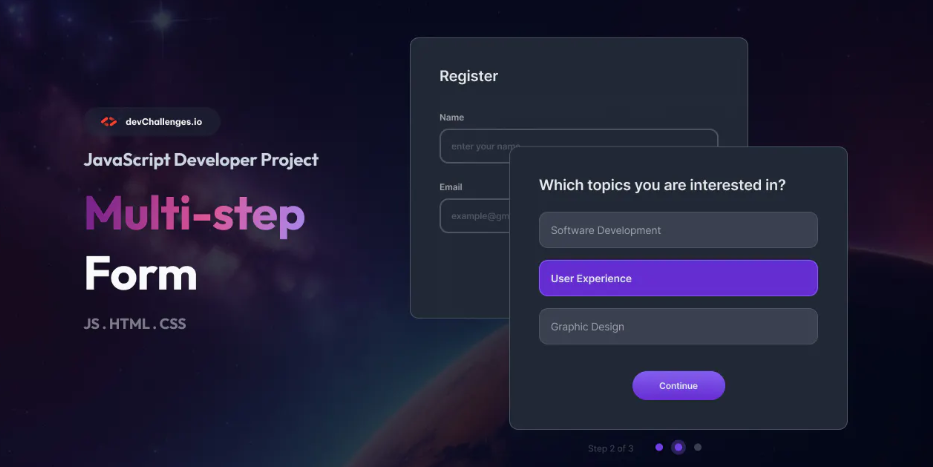 devChallenges.io
JavaScript Developer Project
Multi-step
Form
JS . HTML . CSS
Register
Name
enter your name
Email
example@gm
Which topics you are interested in?
Software Development
User Experience
Graphic Design
Continue
Step 2 of 3